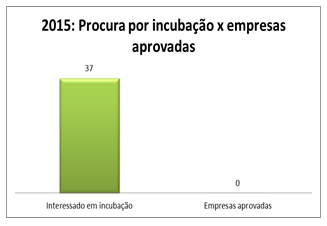 2015: Procura por incubação x empresas
aprovadas
37
0
Interessado em incubação
Empresas aprovadas